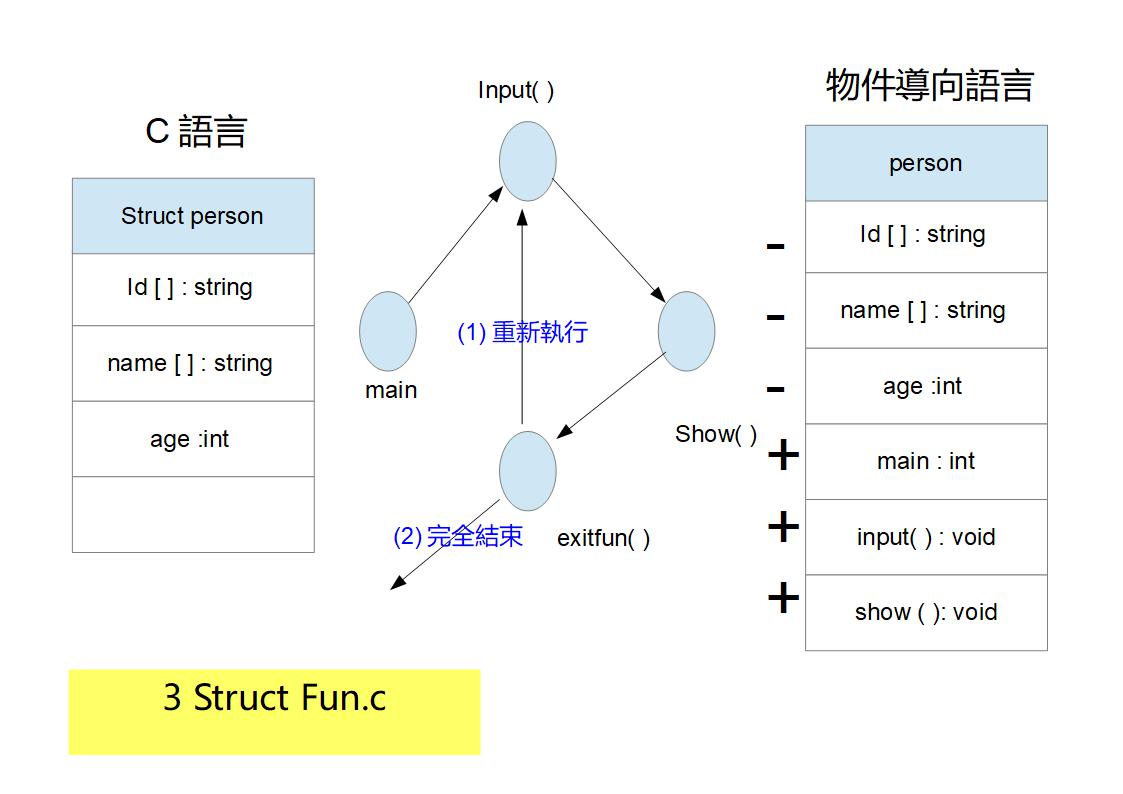 C 語言
Struct person
Id [ ] : string
name [ ] : string
age :int
Input( )
main
(1) 重新執行
Show( )
(2) 完全結束
exitfun( )
物件導向語言
person
- Id [ ] : string
- name [ ] : string
- age :int
+ main : int
+ input( ) : void
+ show ( ): void
3 Struct Fun.c